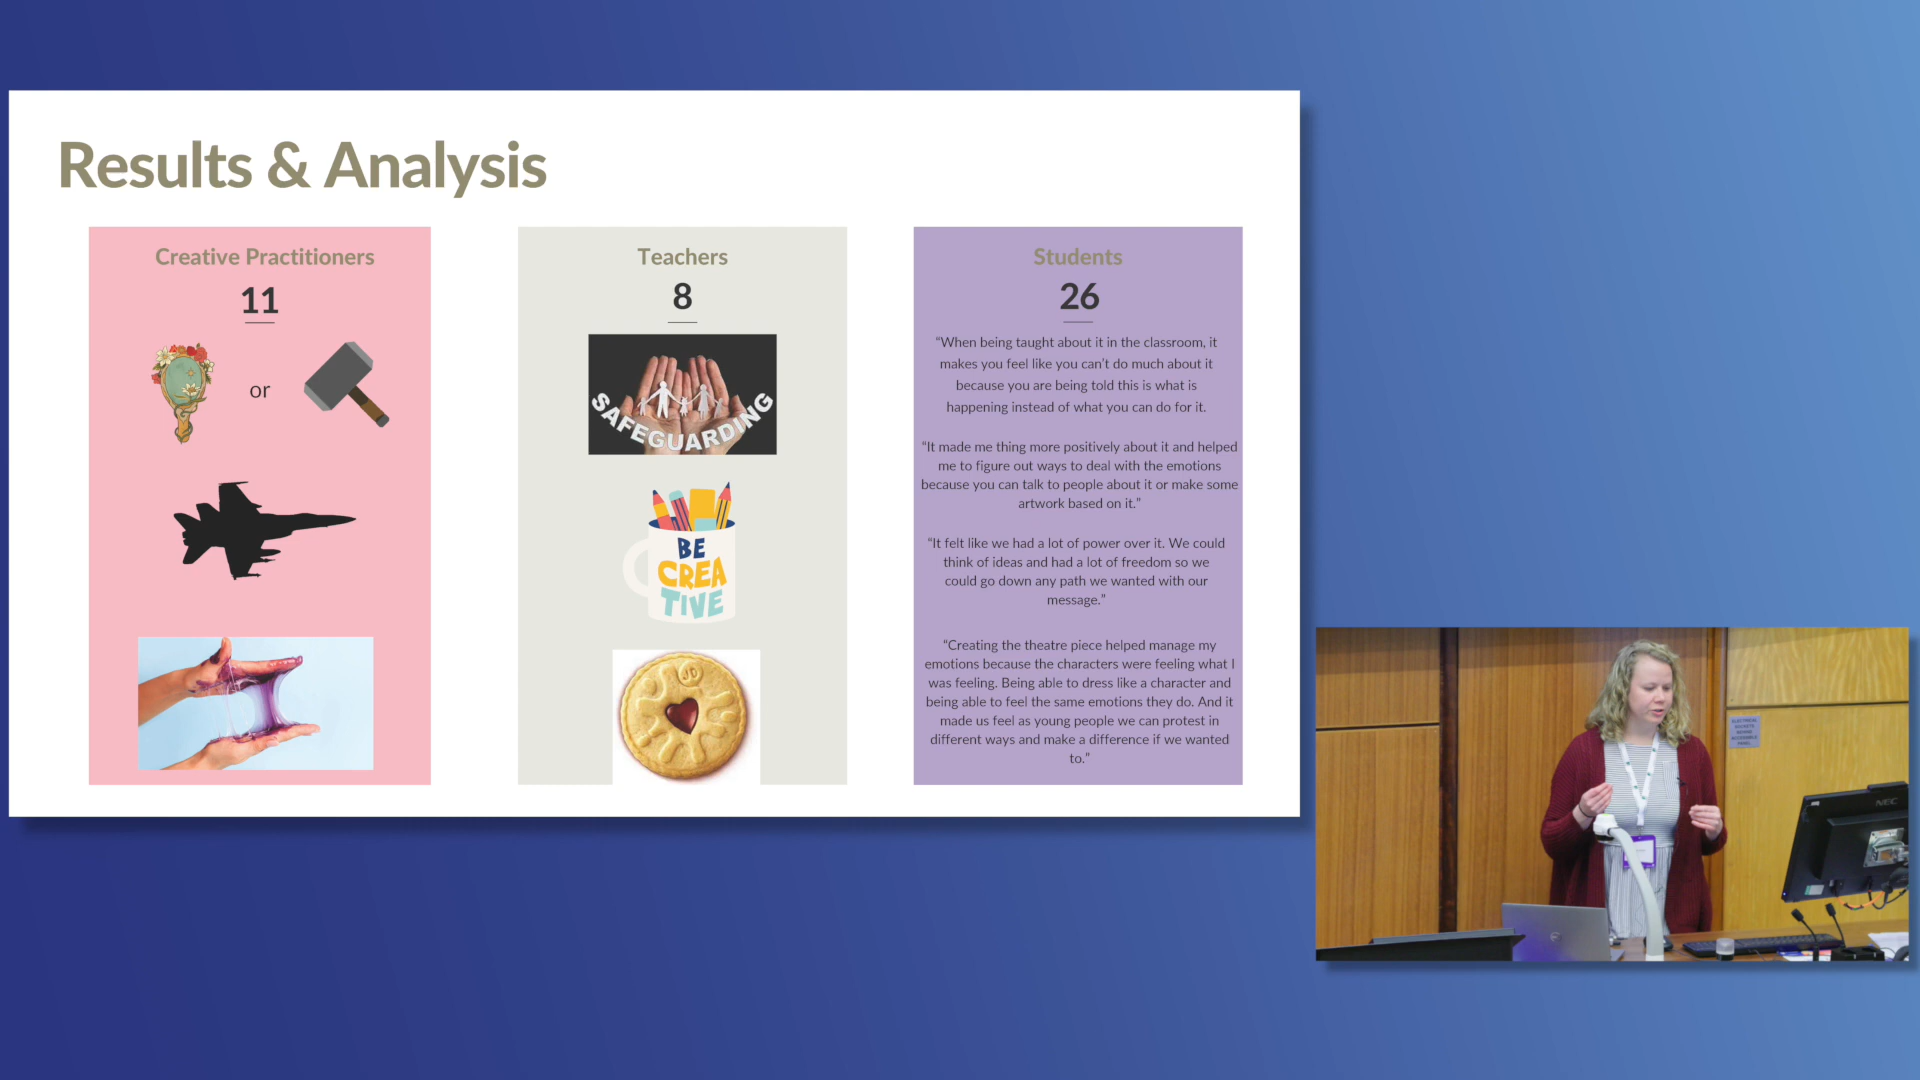 Results & Analysis
Creative Practitioners
11
or
Teachers
8
SAFEGUARDING
BE
CREA
TIVE
JD
Students
26
“When being taught about it in the classroom, it
makes you feel like you can’t do much about it
because you are being told this is what is
happening instead of what you can do for it.
“It made me thing more positively about it and helped
me to figure out ways to deal with the emotions
because you can talk to people about it or make some
artwork based on it.”
“It felt like we had a lot of power over it. We could
think of ideas and had a lot of freedom so we
could go down any path we wanted with our
message.”
“Creating the theatre piece helped manage my
emotions because the characters were feeling what I
was feeling. Being able to dress like a character and
being able to feel the same emotions they do. And it
made us feel as young people we can protest in
different ways and make a difference if we wanted
to.”
ELECTRICAL
SOCKETS
BEHIND
ACCESSIBLE
PANEL
NEC